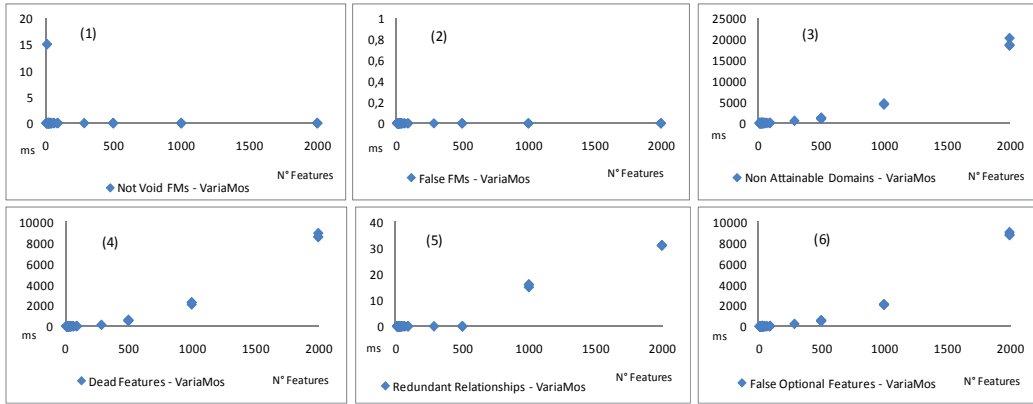 20
15
10
5
0
(1)
0 500 1000 1500 2000
ms
N° Features
Not Void FMs - VariaMos
1
0,8
0,6
0,4
0,2
0
(2)
0 500 1000 1500 2000
ms
N° Features
False FMs - VariaMos
25000
20000
15000
10000
5000
0
(3)
0 500 1000 1500 2000
ms
N° Features
Non Attainable Domains - VariaMos
10000
8000
6000
4000
2000
0
(4)
0 500 1000 1500 2000
ms
N° Features
Dead Features - VariaMos
40
30
20
10
0
(5)
0 500 1000 1500 2000
ms
N° Features
Redundant Relationships - VariaMos
10000
8000
6000
4000
2000
0
(6)
0 500 1000 1500 2000
ms
N° Features
False Optional Features - VariaMos